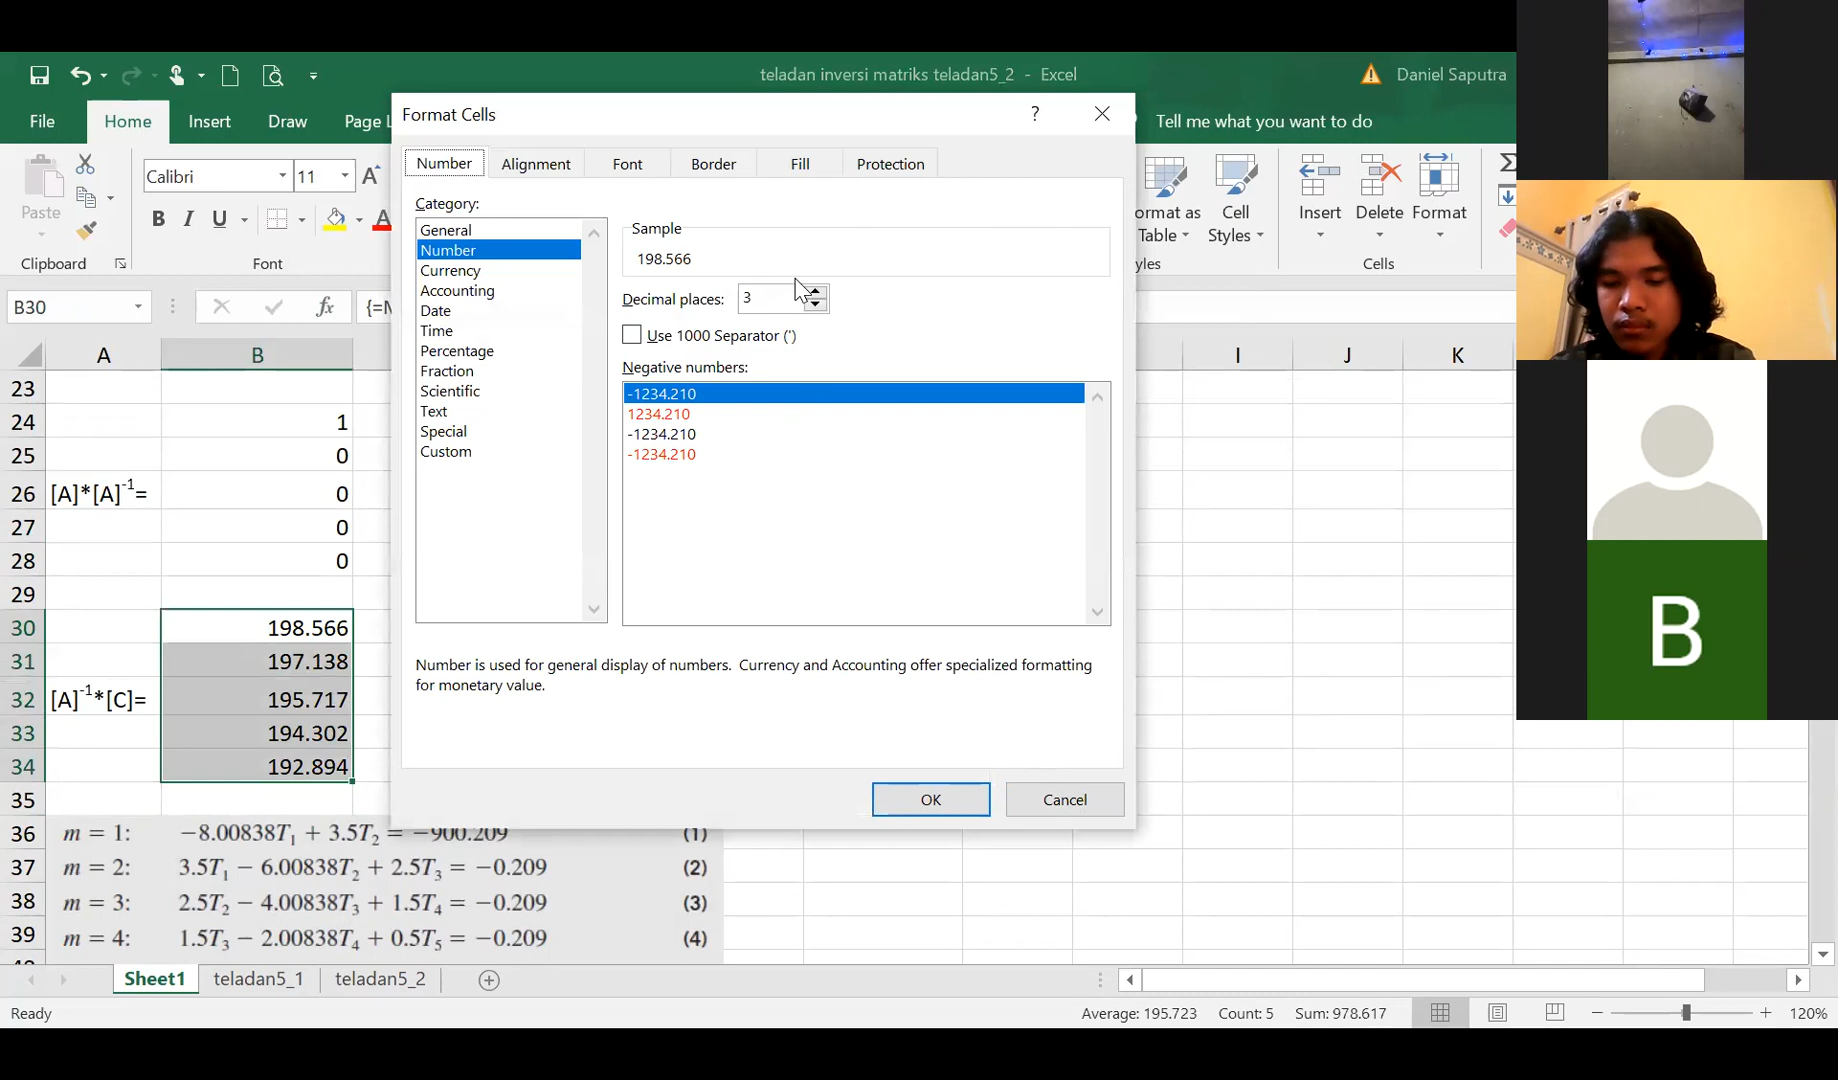 teladan inversi matriks teladan5_2 - Excel
Daniel Saputra
File
Home
Insert
Draw
Page L
Tell me what you want to do
Paste
Clipboard
Calibri
11
A
B I U
A
Font
ormat as
Table
Cell
Styles
yles
Insert
Delete
Format
Cells
Σ
B30
fx
{=M
Format Cells
?
Number
Alignment
Font
Border
Fill
Protection
Category:
General
Number
Currency
Accounting
Date
Time
Percentage
Fraction
Scientific
Text
Special
Custom
Sample
198.566
Decimal places:
3
Use 1000 Separator (')
Negative numbers:
-1234.210
1234.210
-1234.210
-1234.210
Number is used for general display of numbers. Currency and Accounting offer specialized formatting
for monetary value.
OK
Cancel
A B I J K
23
24 1
25 0
26 [A]*[A]⁻¹= 0
27 0
28 0
29
30 198.566
31 197.138
32 [A]⁻¹*[C]= 195.717
33 194.302
34 192.894
35
36 m = 1: −8.00838T₁ + 3.5T₂ = −900.209 (1)
37 m = 2: 3.5T₁ − 6.00838T₂ + 2.5T₃ = −0.209 (2)
38 m = 3: 2.5T₂ − 4.00838T₃ + 1.5T₄ = −0.209 (3)
39 m = 4: 1.5T₃ − 2.00838T₄ + 0.5T₅ = −0.209 (4)
Sheet1
teladan5_1
teladan5_2
Ready
Average: 195.723
Count: 5
Sum: 978.617
120%
B